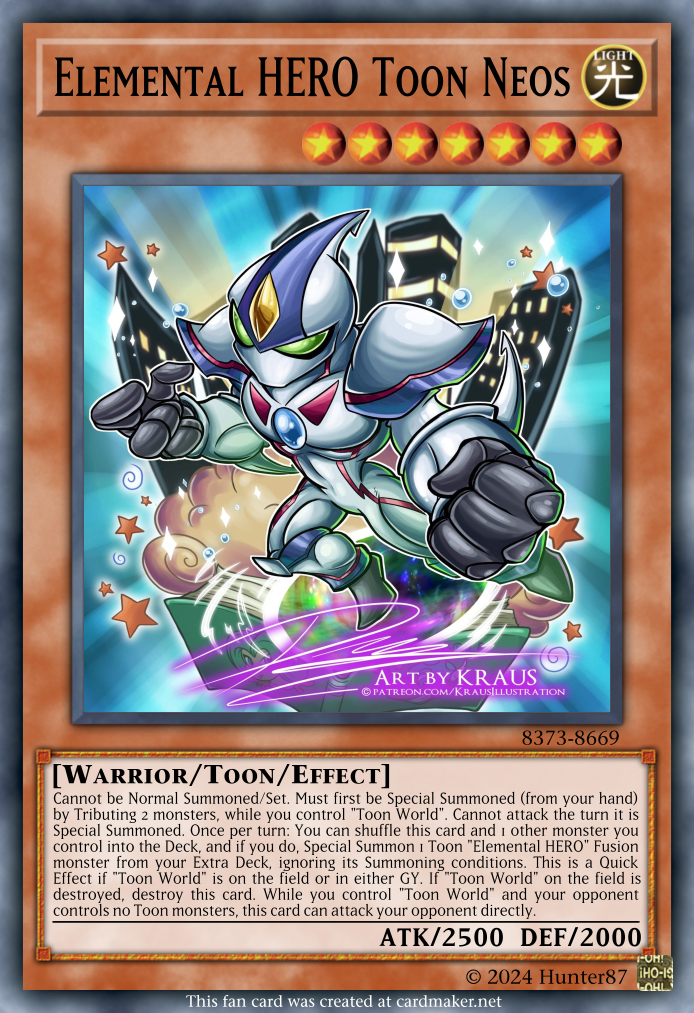 Elemental HERO Toon Neos
LIGHT
光
Art by KRAUS
© patreon.com/KrausIllustration
8373-8669
[Warrior/Toon/Effect]
Cannot be Normal Summoned/Set. Must first be Special Summoned (from your hand)
by Tributing 2 monsters, while you control "Toon World". Cannot attack the turn it is
Special Summoned. Once per turn: You can shuffle this card and 1 other monster you
control into the Deck, and if you do, Special Summon 1 Toon "Elemental HERO" Fusion
monster from your Extra Deck, ignoring its Summoning conditions. This is a Quick
Effect if "Toon World" is on the field or in either GY. If "Toon World" on the field is
destroyed, destroy this card. While you control "Toon World" and your opponent
controls no Toon monsters, this card can attack your opponent directly.
ATK/2500 DEF/2000
© 2024 Hunter87
This fan card was created at cardmaker.net